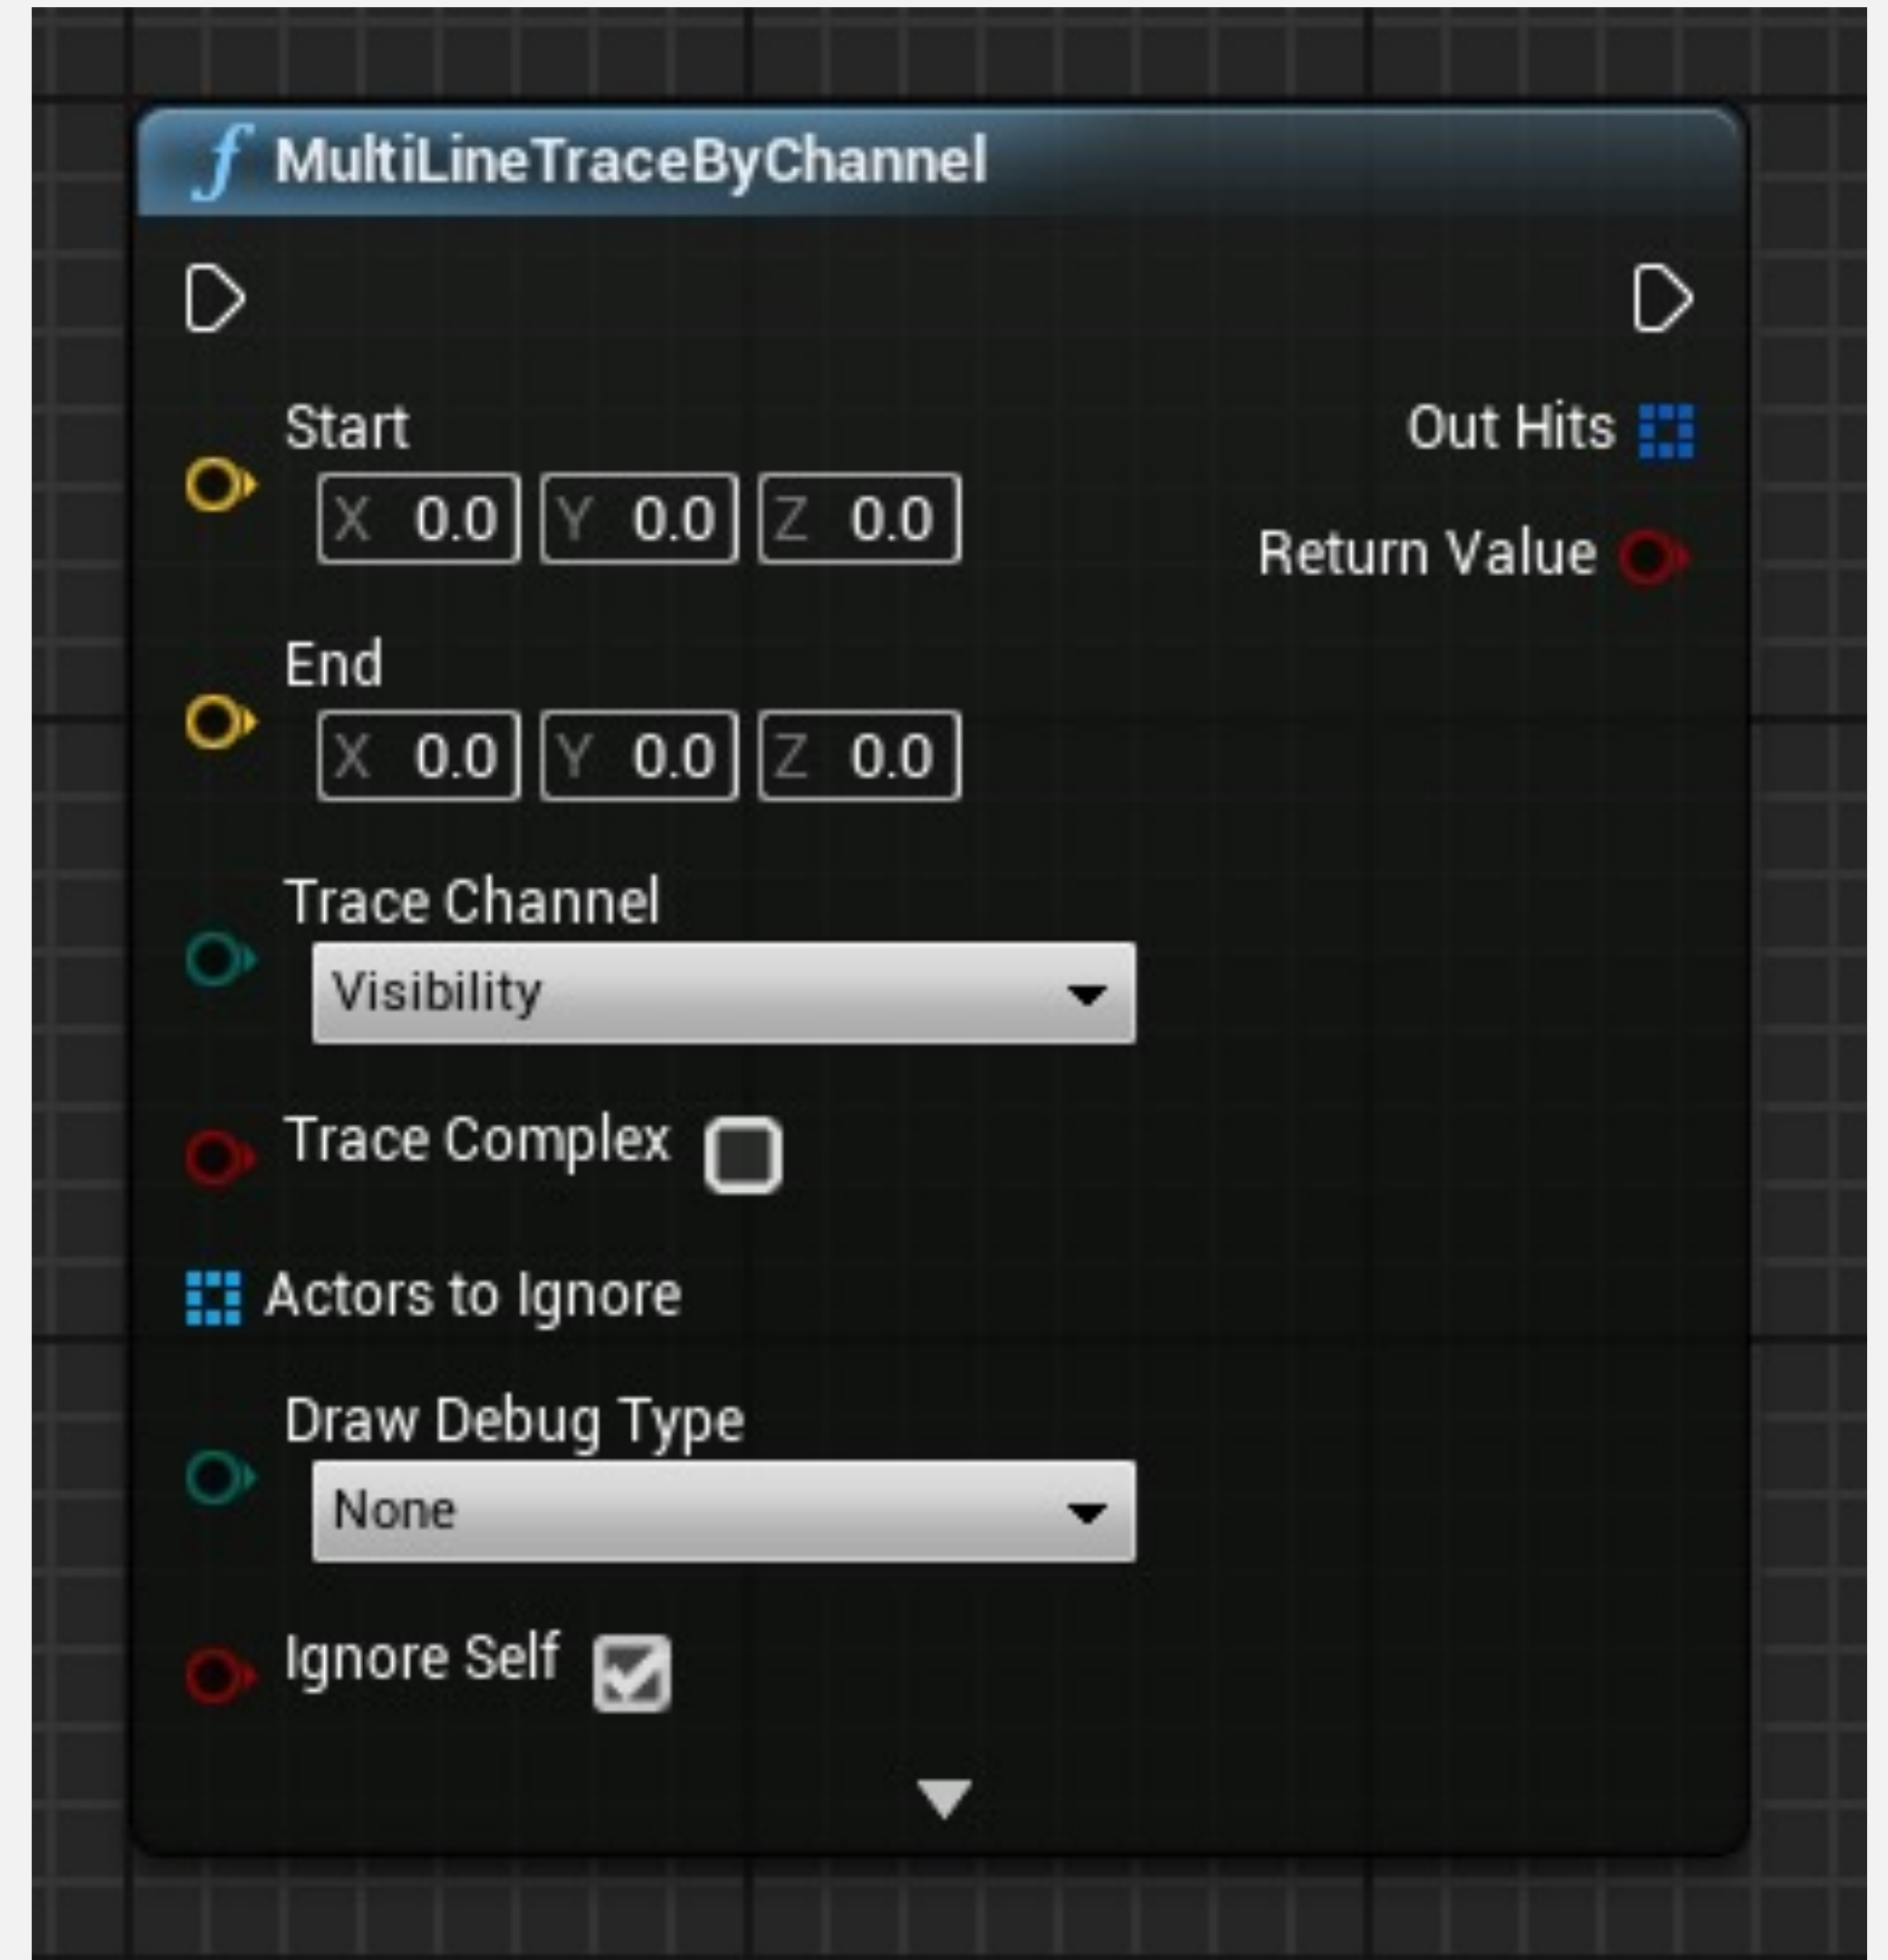 f MultiLineTraceByChannel
Start
X 0.0 Y 0.0 Z 0.0
Out Hits
Return Value
End
X 0.0 Y 0.0 Z 0.0
Trace Channel
Visibility
Trace Complex
Actors to Ignore
Draw Debug Type
None
Ignore Self